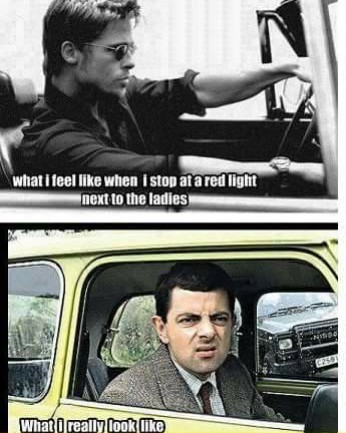 what i feel like when i stop at a red light
next to the ladies
What I really look like